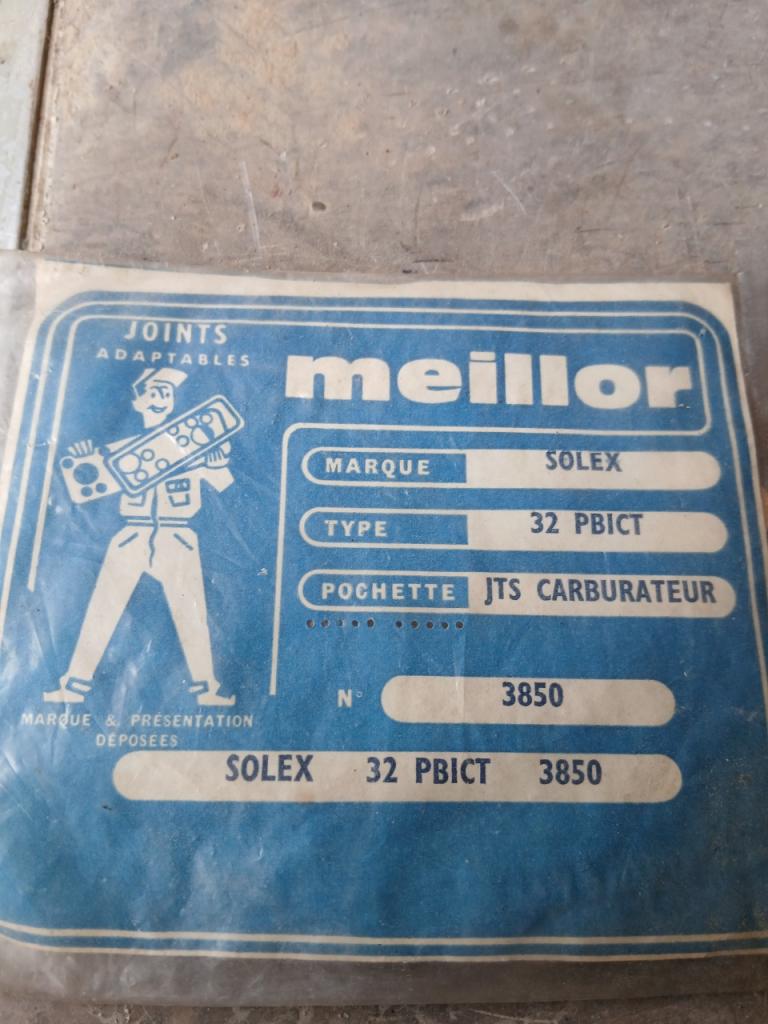 JOINTS
ADAPTABLES
meillor
MARQUE SOLEX
TYPE 32 PBICT
POCHETTE JTS CARBURATEUR
N° 3850
MARQUE & PRÉSENTATION
DÉPOSÉES
SOLEX 32 PBICT 3850